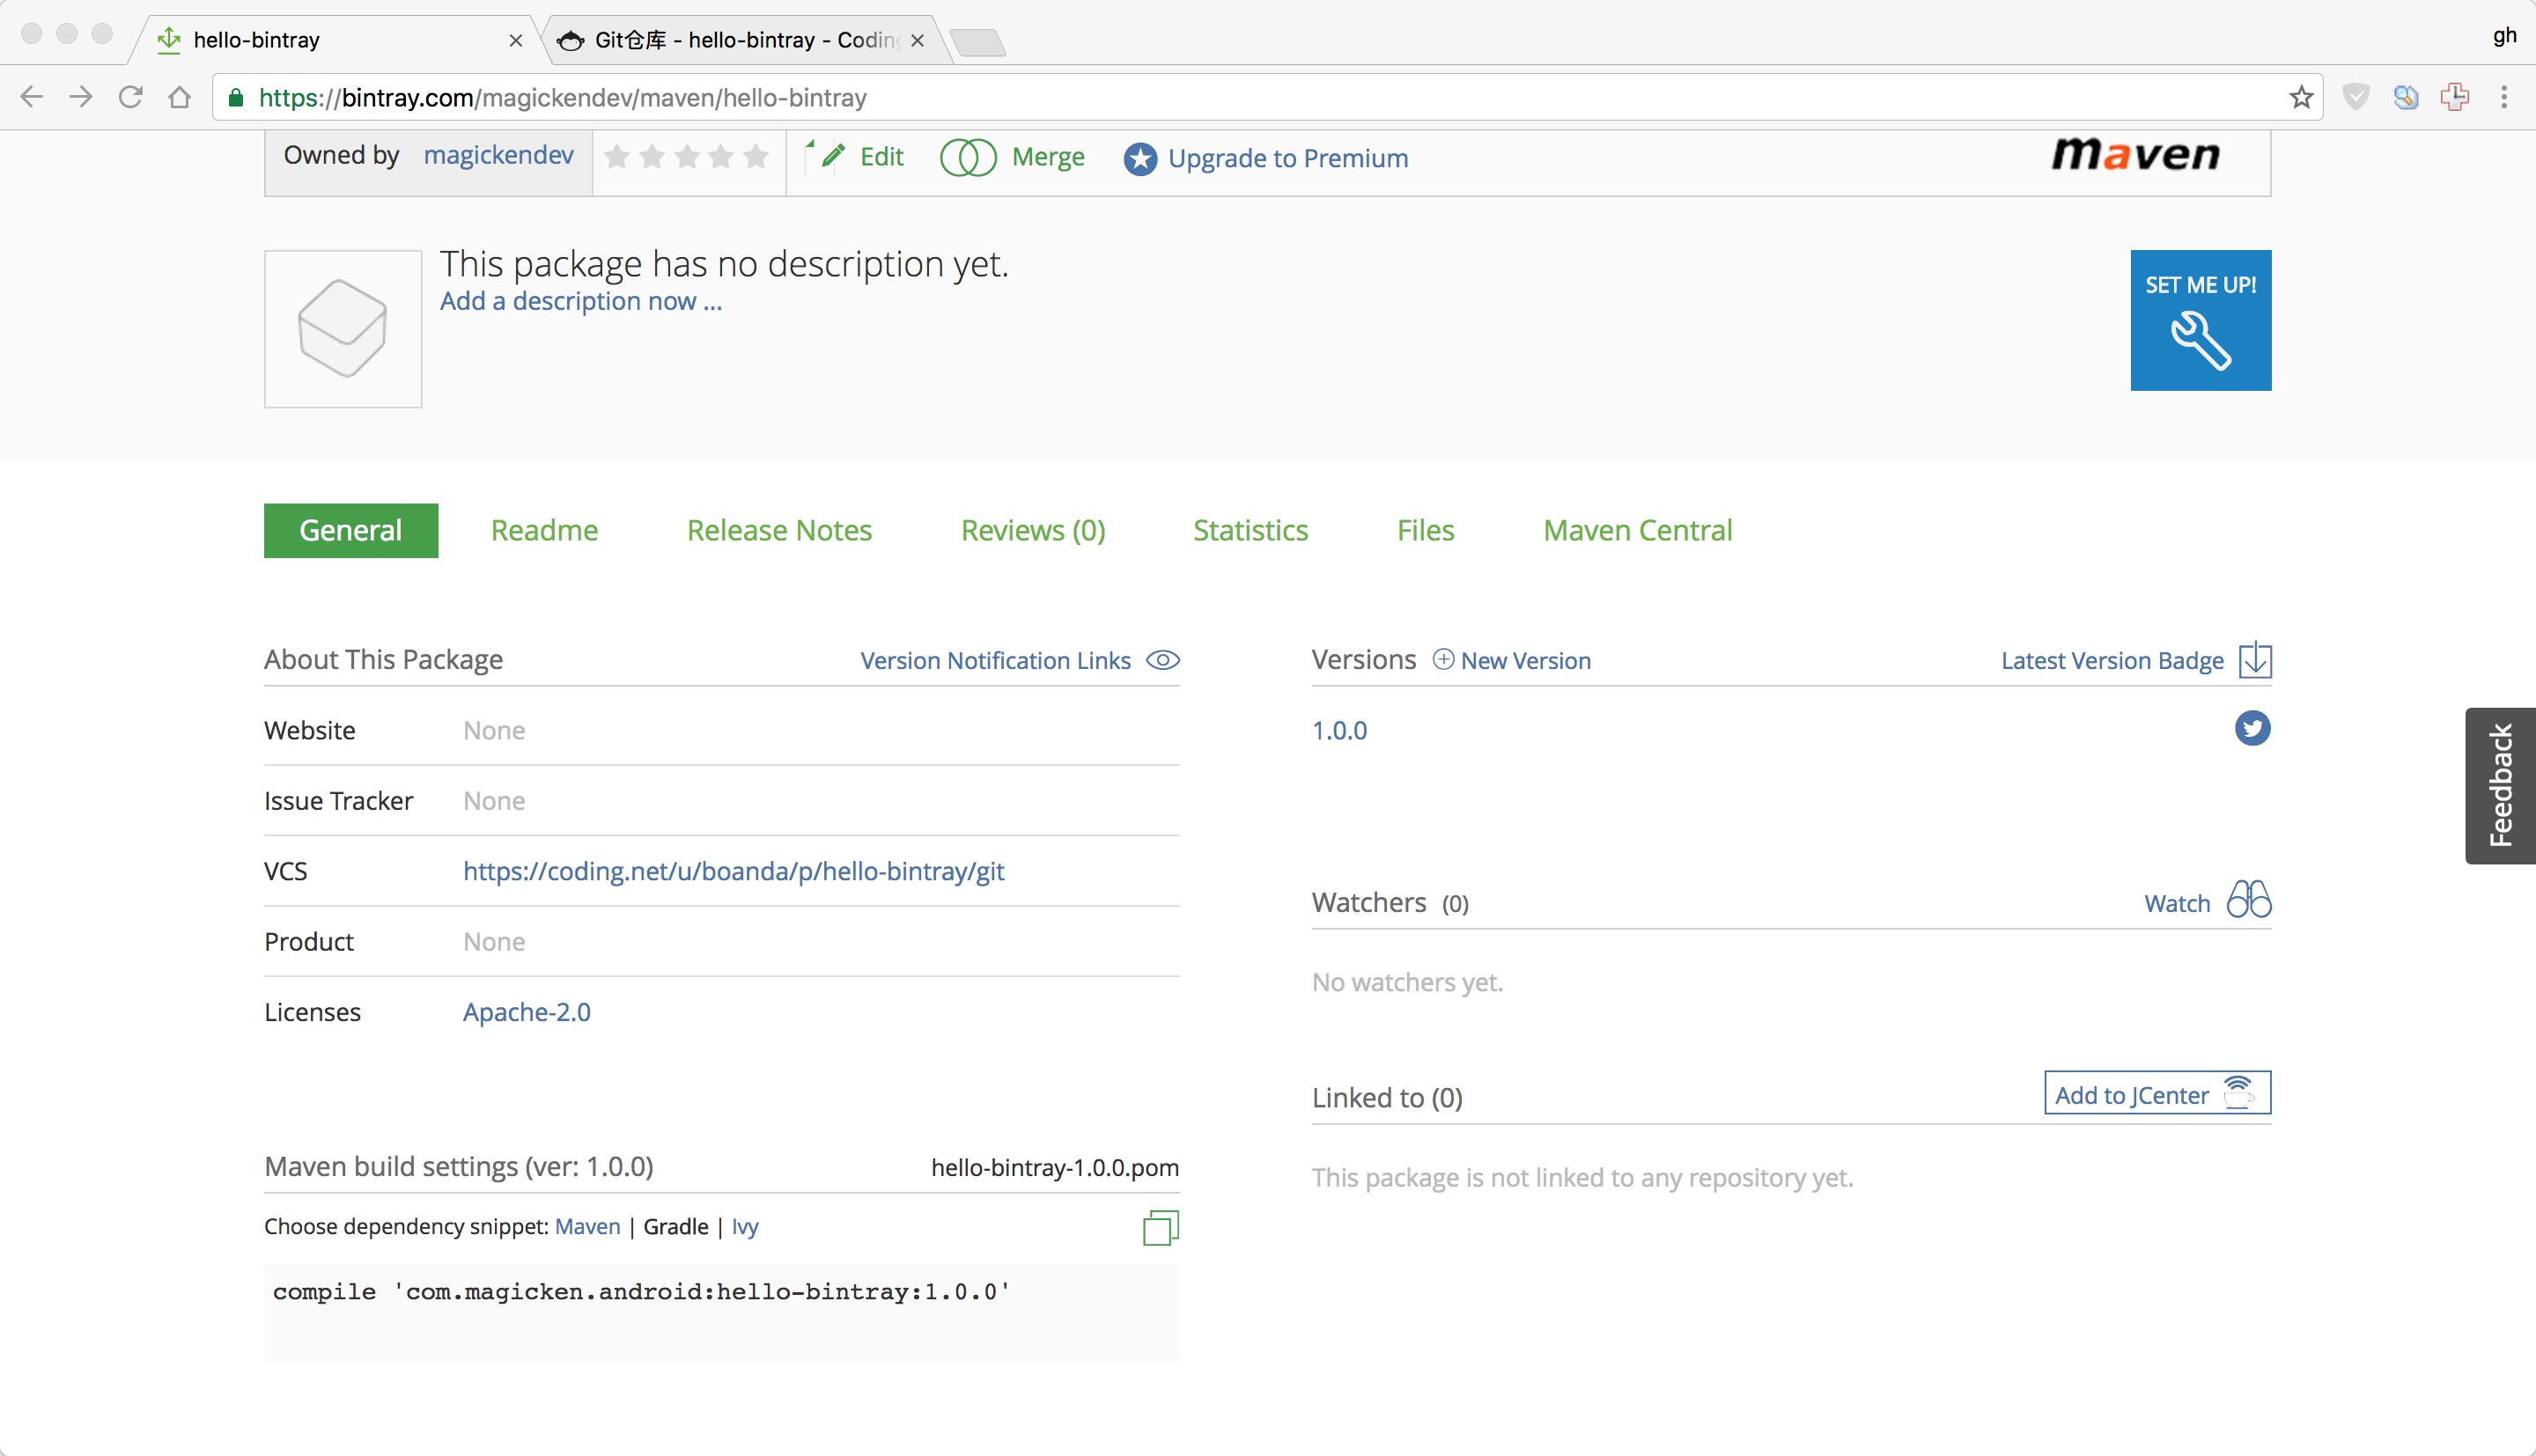 hello-bintray
Git仓库 - hello-bintray - Coding
gh
https://bintray.com/magickendev/maven/hello-bintray
Owned by magickendev
Edit
Merge
Upgrade to Premium
maven
This package has no description yet.
Add a description now ...
SET ME UP!
General
Readme
Release Notes
Reviews (0)
Statistics
Files
Maven Central
About This Package
Version Notification Links
Website None
Issue Tracker None
VCS https://coding.net/u/boanda/p/hello-bintray/git
Product None
Licenses Apache-2.0
Maven build settings (ver: 1.0.0)
hello-bintray-1.0.0.pom
Choose dependency snippet: Maven | Gradle | Ivy
compile 'com.magicken.android:hello-bintray:1.0.0'
Versions
New Version
Latest Version Badge
1.0.0
Watchers (0)
Watch
No watchers yet.
Linked to (0)
Add to JCenter
This package is not linked to any repository yet.
Feedback